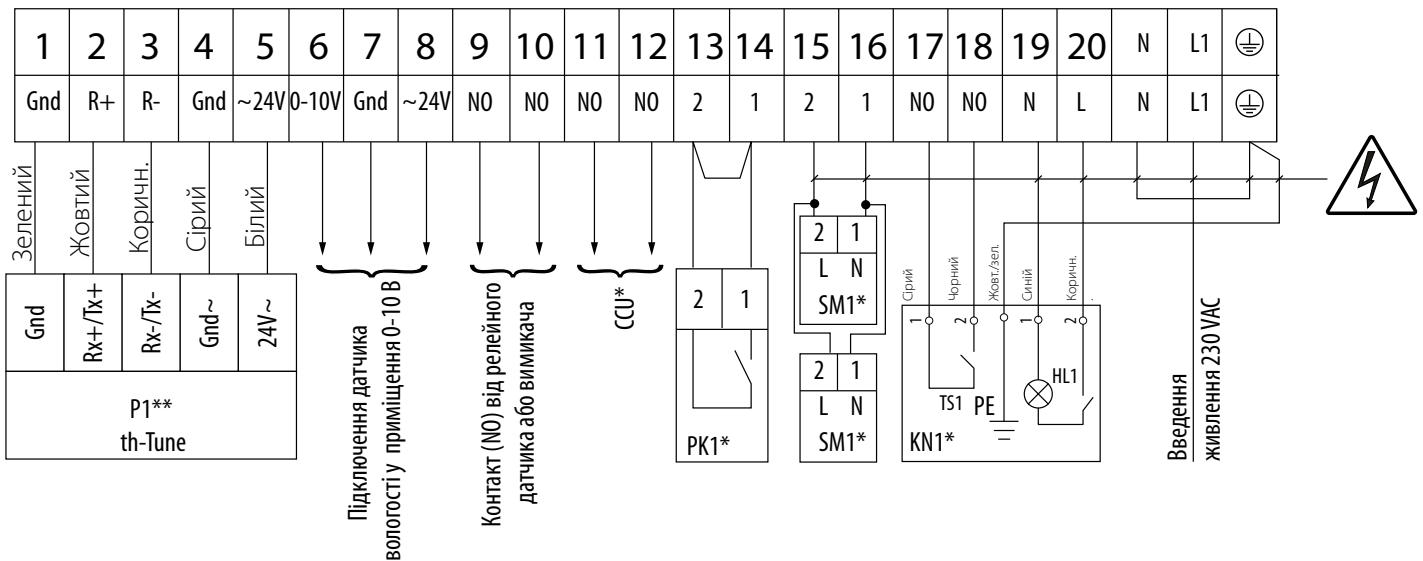 1 2 3 4 5 6 7 8 9 10 11 12 13 14 15 16 17 18 19 20 N L1
Gnd R+ R- Gnd ~24V 0-10V Gnd ~24V NO NO NO NO 2 1 2 1 NO NO N L N L1
Зелений
Жовтий
Коричн.
Сірий
Білий
Gnd
Rx+/Tx+
Rx-/Tx-
Gnd~
24V~
P1**
th-Tune
Підключення датчика
вологості у приміщення 0-10 В
Контакт (NO) від релейного
датчика або вимикача
CCU*
2 1
PK1*
2 1
L N
SM1*
2 1
L N
SM1*
Сірий
Чорний
Жовт./зел.
Синій
Коричн.
.
1 2 1 2
TS1 PE HL1
KN1*
Введення
живлення 230 VAC